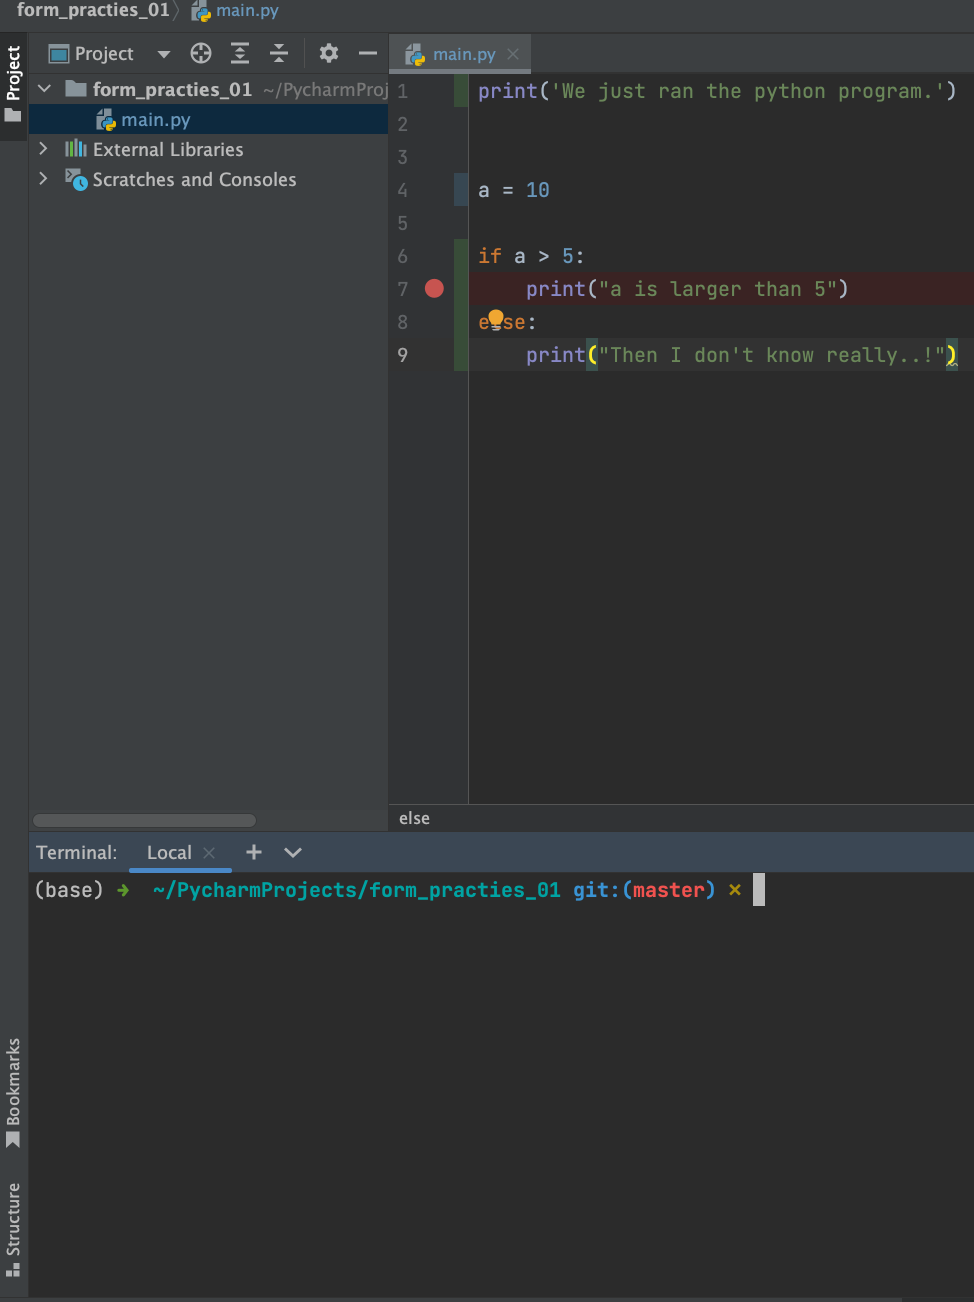 form_practies_01 main.py
Project
Project
main.py
form_practies_01 ~/PycharmProj
main.py
External Libraries
Scratches and Consoles
1 print('We just ran the python program.')
2
3
4 a = 10
5
6 if a > 5:
7     print("a is larger than 5")
8 else:
9     print("Then I don't know really..!")
else
Terminal: Local
(base) ➜ ~/PycharmProjects/form_practies_01 git:(master) ✗
Bookmarks
Structure